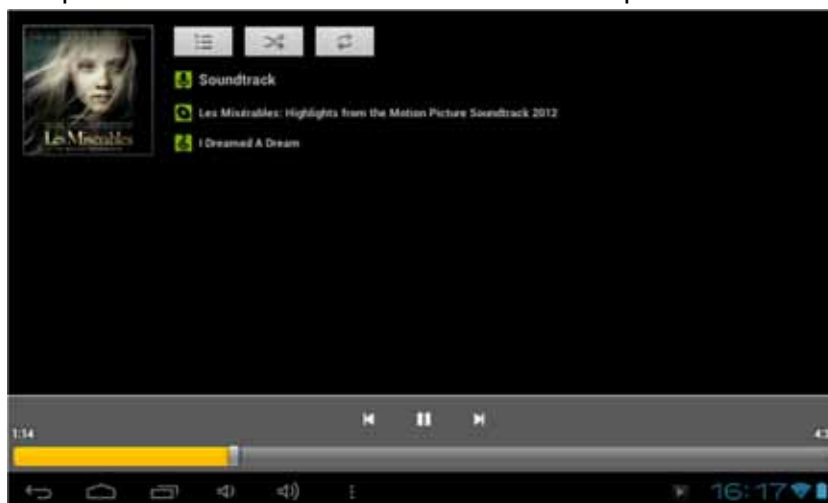 Les Misérables
Soundtrack
Les Misérables: Highlights from the Motion Picture Soundtrack 2012
I Dreamed A Dream
1:14
16:17